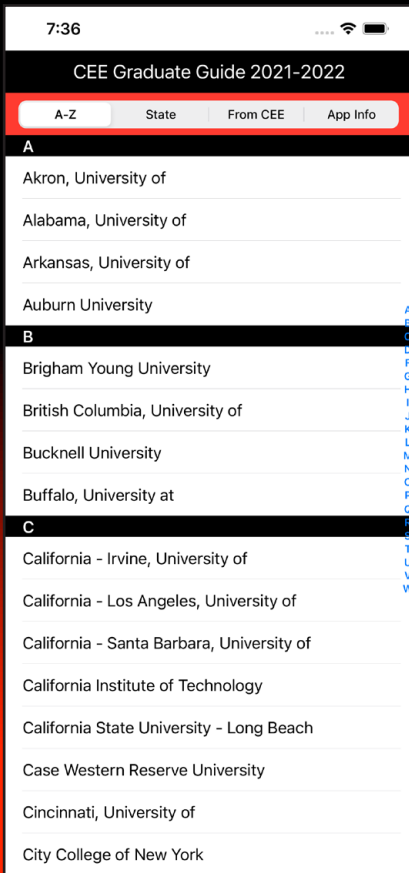 7:36
CEE Graduate Guide 2021-2022
A-Z State From CEE App Info
A
Akron, University of
Alabama, University of
Arkansas, University of
Auburn University
B
Brigham Young University
British Columbia, University of
Bucknell University
Buffalo, University at
C
California - Irvine, University of
California - Los Angeles, University of
California - Santa Barbara, University of
California Institute of Technology
California State University - Long Beach
Case Western Reserve University
Cincinnati, University of
City College of New York
A
B
C
D
F
G
H
I
J
K
L
M
N
O
P
Q
R
S
T
U
V
W